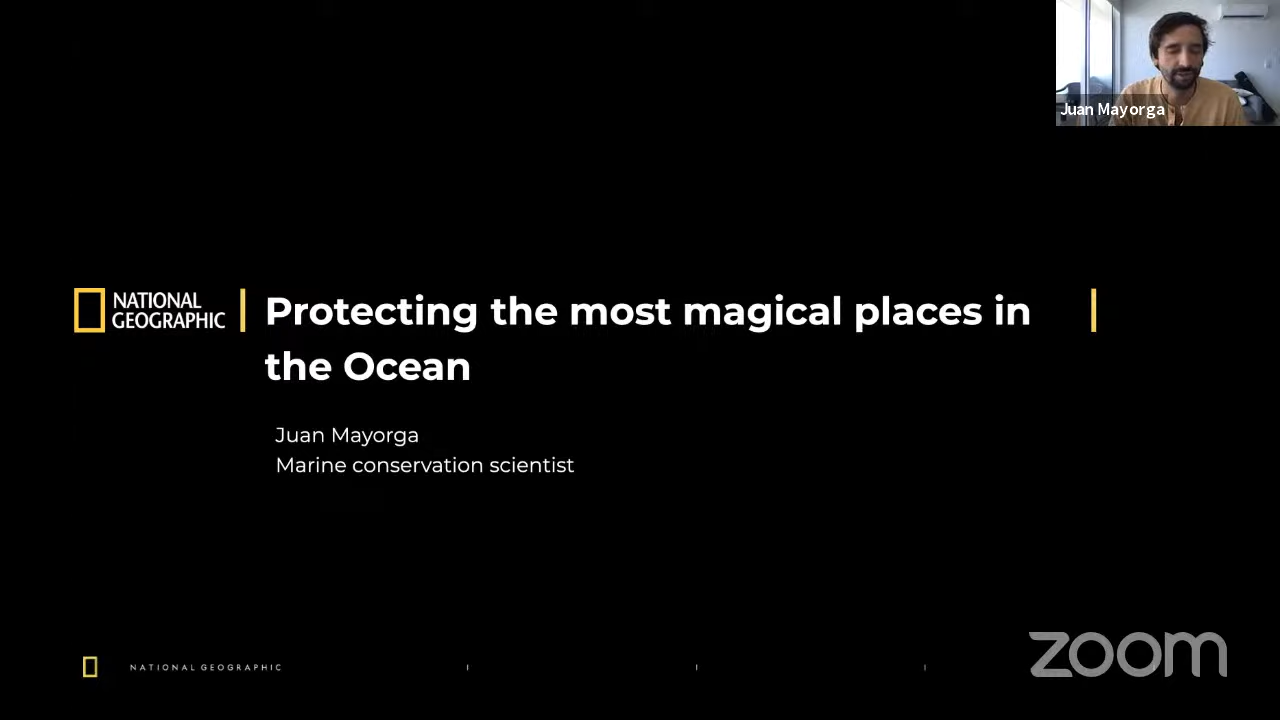 Juan Mayorga
NATIONAL
GEOGRAPHIC
Protecting the most magical places in
the Ocean
Juan Mayorga
Marine conservation scientist
NATIONAL GEOGRAPHIC
zoom